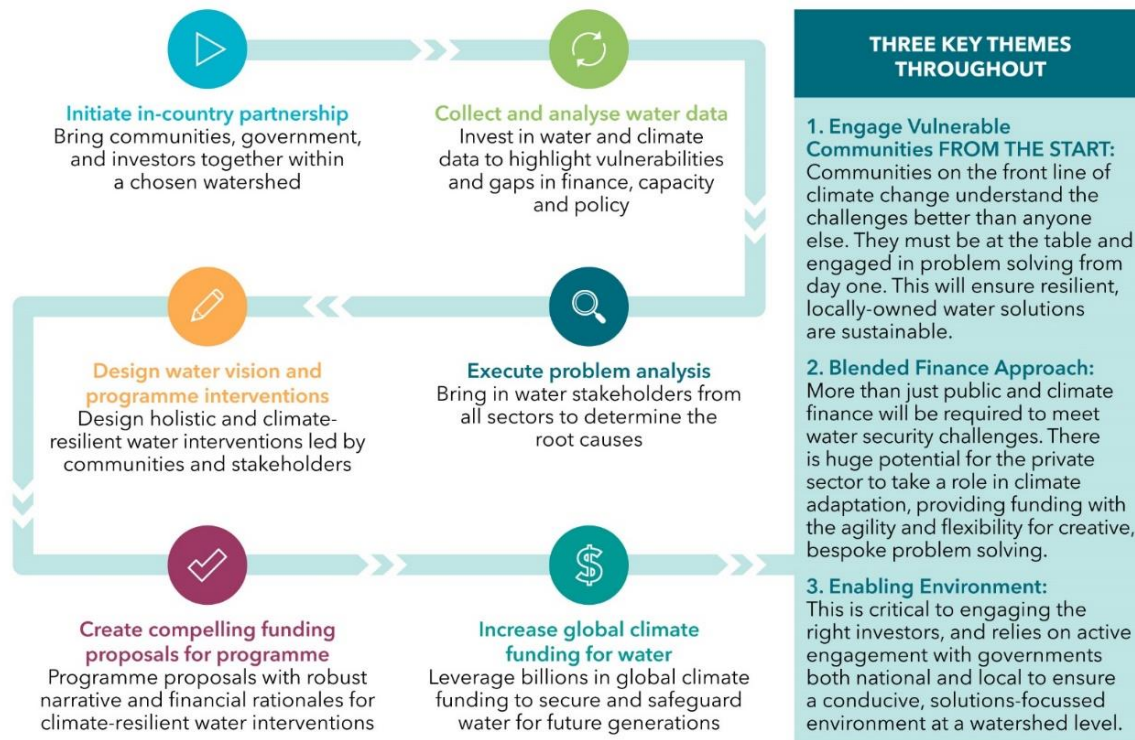 Initiate in-country partnership
Bring communities, government,
and investors together within
a chosen watershed
Collect and analyse water data
Invest in water and climate
data to highlight vulnerabilities
and gaps in finance, capacity
and policy
Execute problem analysis
Bring in water stakeholders from
all sectors to determine the
root causes
Design water vision and
programme interventions
Design holistic and climate-
resilient water interventions led by
communities and stakeholders
Create compelling funding
proposals for programme
Programme proposals with robust
narrative and financial rationales for
climate-resilient water interventions
$
Increase global climate
funding for water
Leverage billions in global climate
funding to secure and safeguard
water for future generations
THREE KEY THEMES
THROUGHOUT
1. Engage Vulnerable
Communities FROM THE START:
Communities on the front line of
climate change understand the
challenges better than anyone
else. They must be at the table and
engaged in problem solving from
day one. This will ensure resilient,
locally-owned water solutions
are sustainable.
2. Blended Finance Approach:
More than just public and climate
finance will be required to meet
water security challenges. There
is huge potential for the private
sector to take a role in climate
adaptation, providing funding with
the agility and flexibility for creative,
bespoke problem solving.
3. Enabling Environment:
This is critical to engaging the
right investors, and relies on active
engagement with governments
both national and local to ensure
a conducive, solutions-focussed
environment at a watershed level.